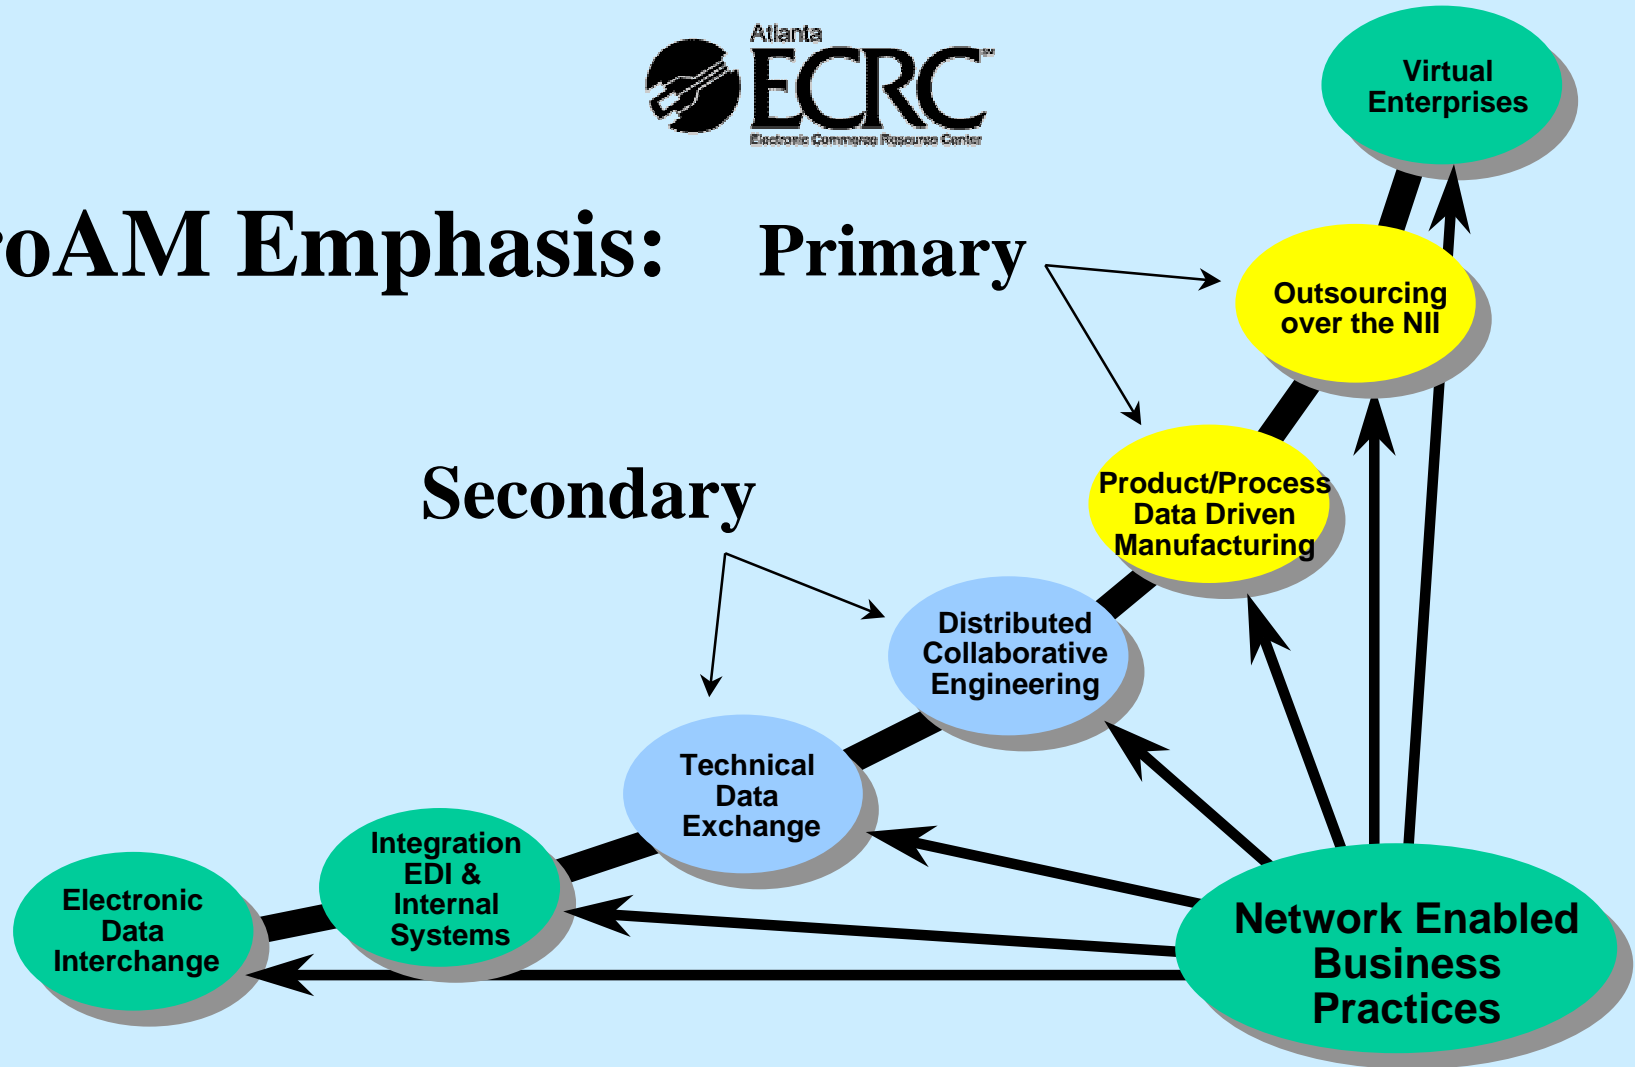 Atlanta
ECRC
Electronic Commerce Resource Center
Virtual
Enterprises
roAM Emphasis: Primary
Outsourcing
over the NII
Secondary
Product/Process
Data Driven
Manufacturing
Distributed
Collaborative
Engineering
Technical
Data
Exchange
Integration
EDI &
Internal
Systems
Electronic
Data
Interchange
Network Enabled
Business
Practices